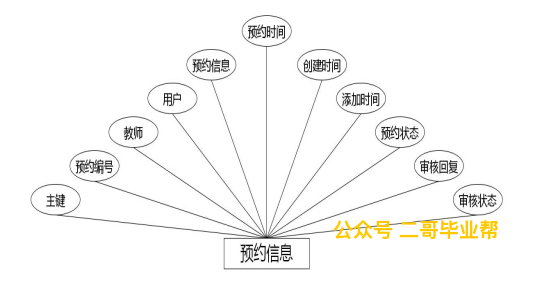 预约时间
预约信息
创建时间
用户
添加时间
教师
预约状态
预约编号
审核回复
主键
审核状态
公众号 二哥毕业帮
预约信息